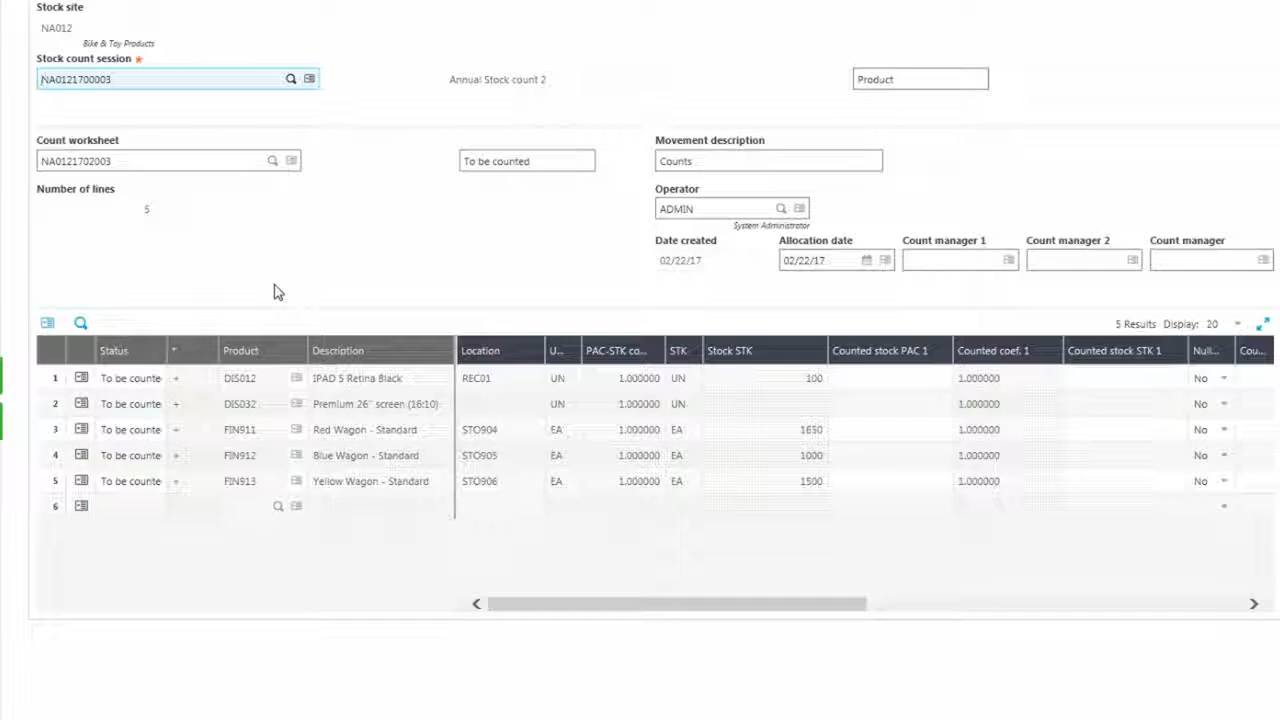 Stock site
NA012
Bike & Toy Products
Stock count session *
NA0121700003 Annual Stock count 2 Product
Count worksheet Movement description
NA0121702003 To be counted Counts
Number of lines Operator
5 ADMIN
System Administrator
Date created Allocation date Count manager 1 Count manager 2 Count manager
02/22/17 02/22/17
5 Results Display: 20
Status * Product Description Location U... PAC-STK co... STK Stock STK Counted stock PAC 1 Counted coef. 1 Counted stock STK 1 Null... Cou...
1 To be counte + DIS012 IPAD 5 Retina Black REC01 UN 1.000000 UN 100 1.000000 No
2 To be counte + DIS032 Premium 26" screen (16:10) UN 1.000000 UN 1.000000 No
3 To be counte + FIN911 Red Wagon - Standard STO904 EA 1.000000 EA 1650 1.000000 No
4 To be counte + FIN912 Blue Wagon - Standard STO905 EA 1.000000 EA 1000 1.000000 No
5 To be counte + FIN913 Yellow Wagon - Standard STO906 EA 1.000000 EA 1500 1.000000 No
6